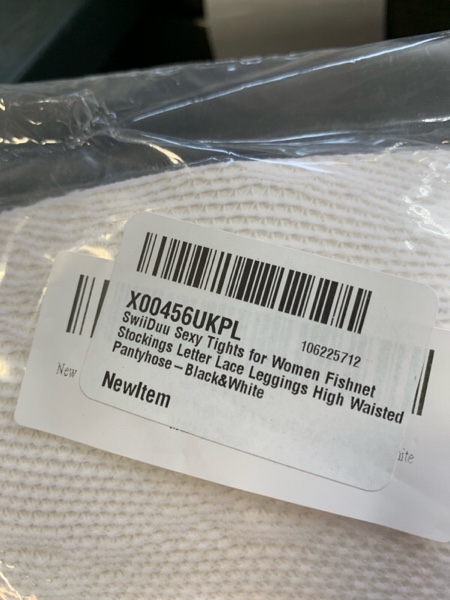 X00456UKPL
106225712
SwiiDuu Sexy Tights for Women Fishnet
Stockings Letter Lace Leggings High Waisted
Pantyhose – Black&White
NewItem
New